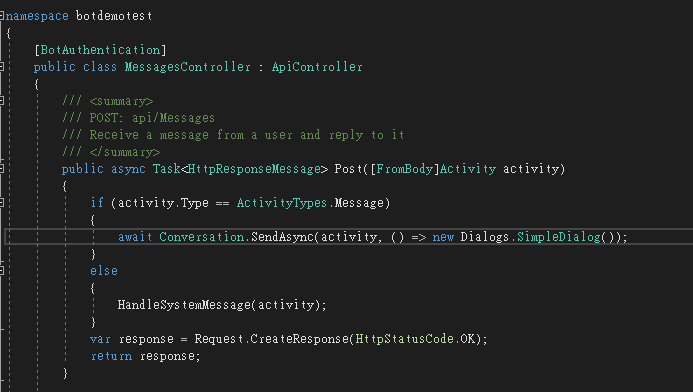 namespace botdemotest
{
[BotAuthentication]
public class MessagesController : ApiController
{
/// <summary>
/// POST: api/Messages
/// Receive a message from a user and reply to it
/// </summary>
public async Task<HttpResponseMessage> Post([FromBody]Activity activity)
{
if (activity.Type == ActivityTypes.Message)
{
await Conversation.SendAsync(activity, () => new Dialogs.SimpleDialog());
}
else
{
HandleSystemMessage(activity);
}
var response = Request.CreateResponse(HttpStatusCode.OK);
return response;
}